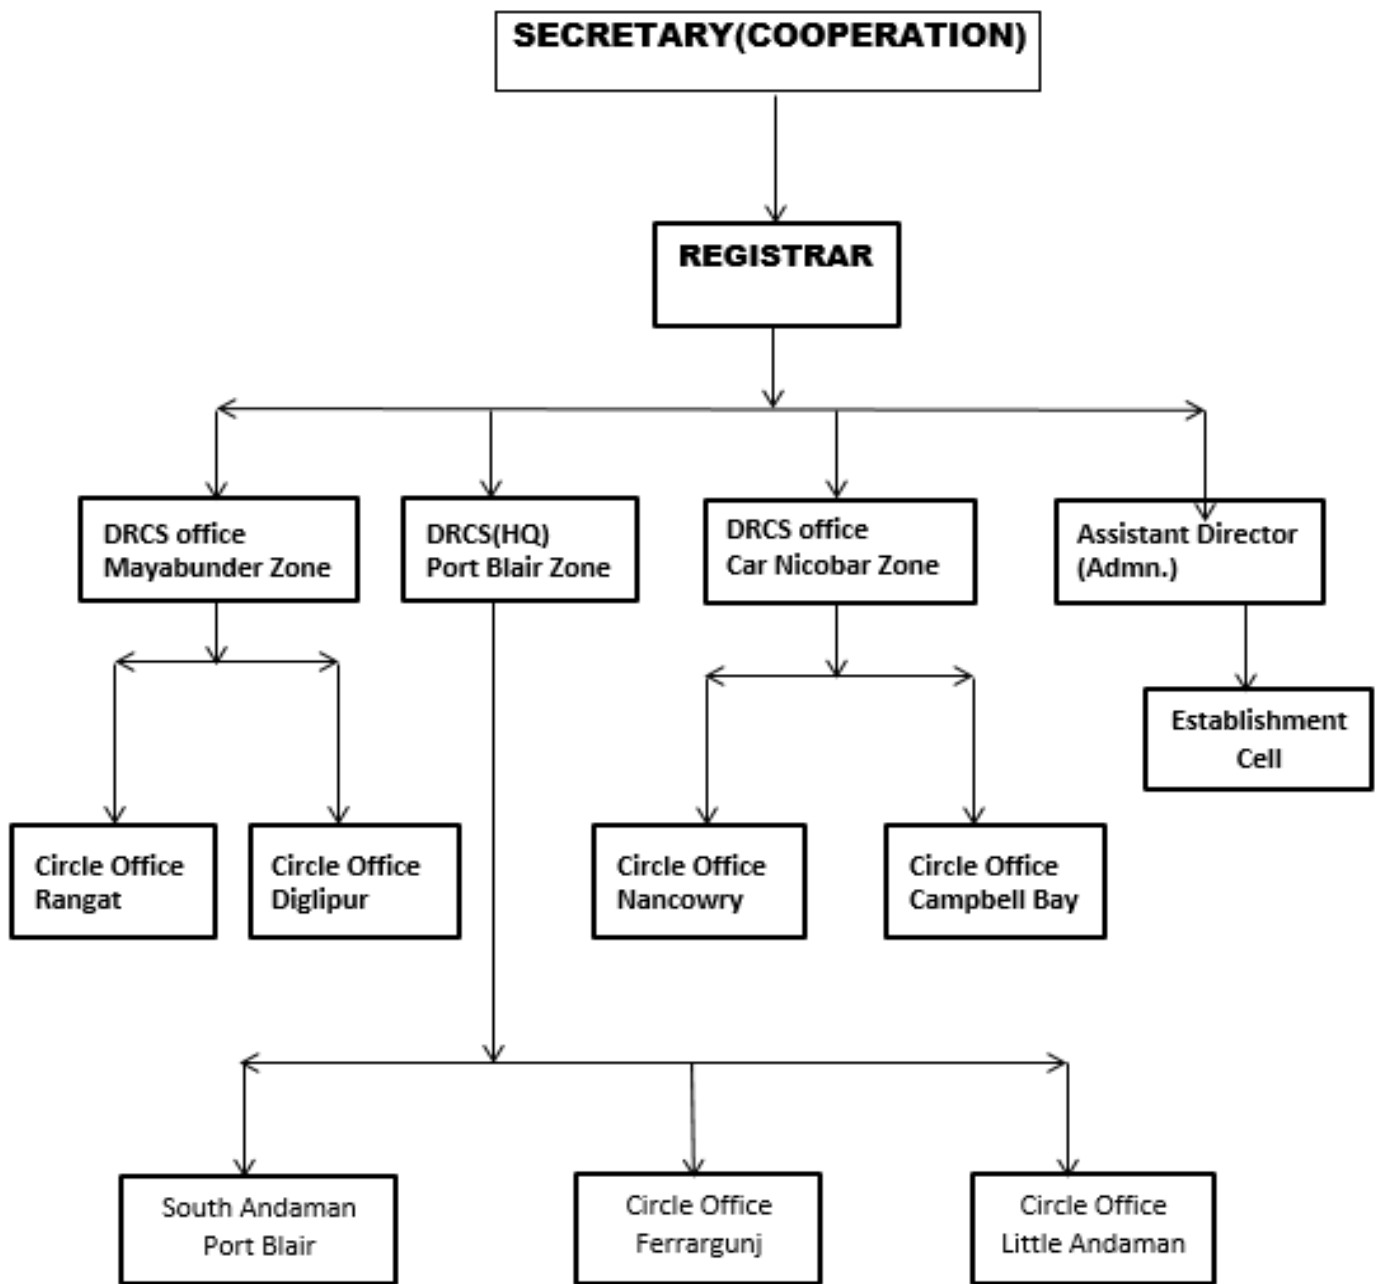 SECRETARY(COOPERATION)
REGISTRAR
DRCS office
Mayabunder Zone
DRCS(HQ)
Port Blair Zone
DRCS office
Car Nicobar Zone
Assistant Director
(Admn.)
Establishment
Cell
Circle Office
Rangat
Circle Office
Diglipur
Circle Office
Nancowry
Circle Office
Campbell Bay
South Andaman
Port Blair
Circle Office
Ferrargunj
Circle Office
Little Andaman